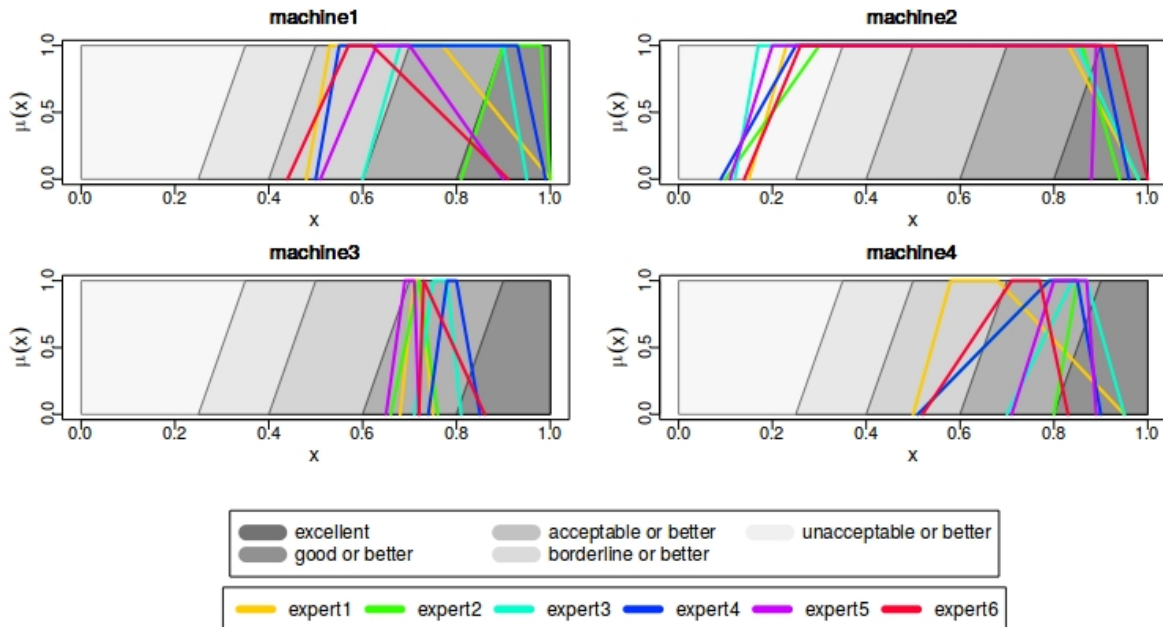 machine1
machine2
μ(x)
0.0 0.5 1.0
0.0 0.2 0.4 0.6 0.8 1.0
x
μ(x)
0.0 0.5 1.0
0.0 0.2 0.4 0.6 0.8 1.0
x
machine3
machine4
μ(x)
0.0 0.5 1.0
0.0 0.2 0.4 0.6 0.8 1.0
x
μ(x)
0.0 0.5 1.0
0.0 0.2 0.4 0.6 0.8 1.0
x
excellent acceptable or better unacceptable or better
good or better borderline or better
expert1 expert2 expert3 expert4 expert5 expert6